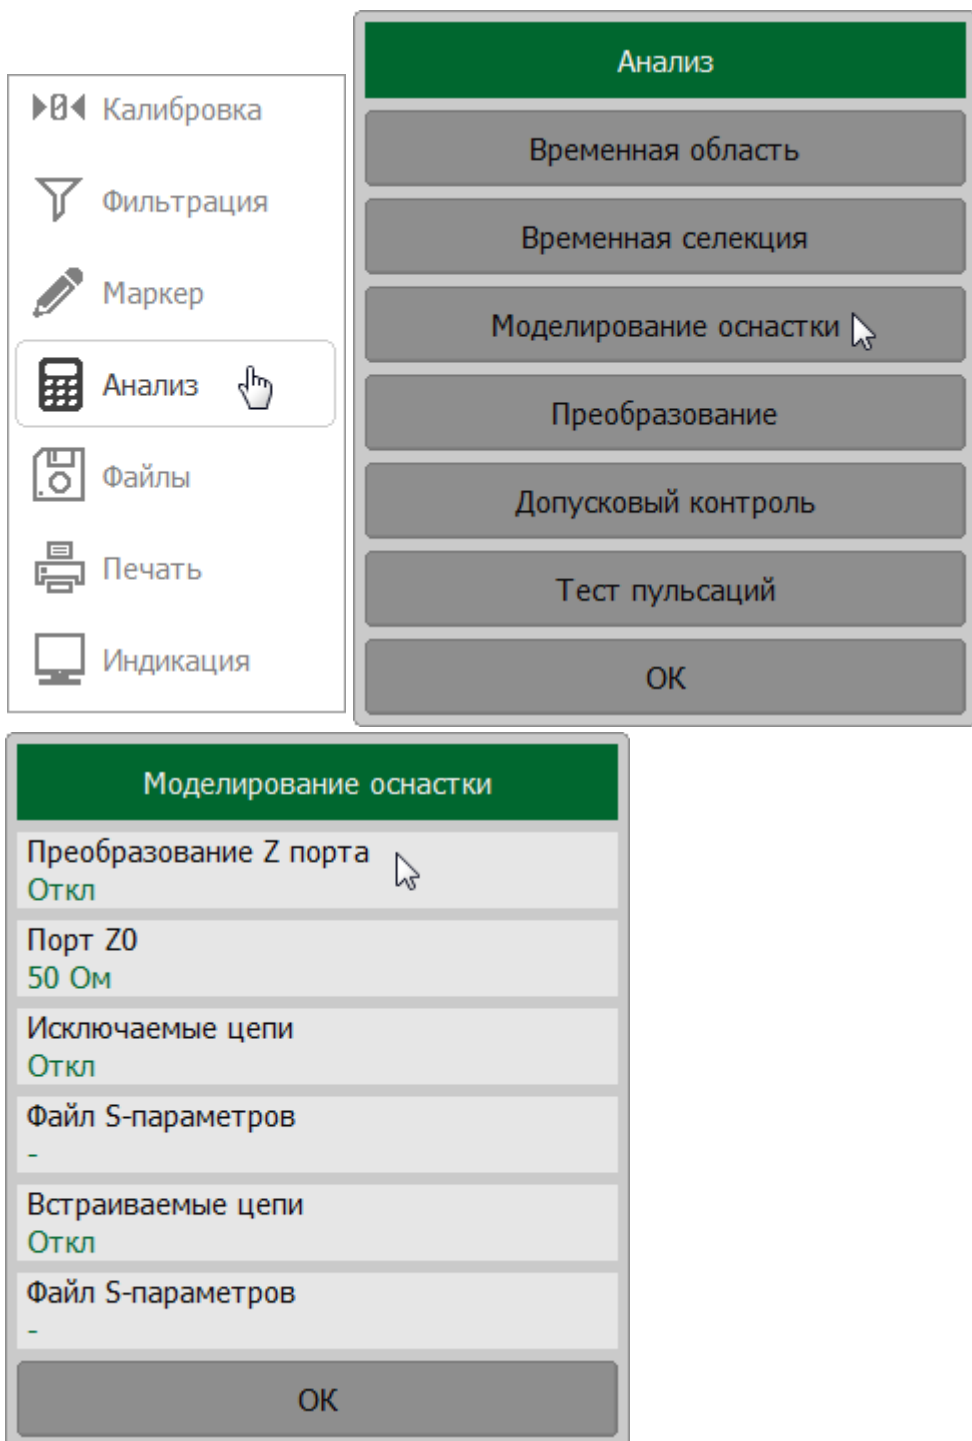 Калибровка
Фильтрация
Маркер
Анализ
Файлы
Печать
Индикация
Анализ
Временная область
Временная селекция
Моделирование оснастки
Преобразование
Допусковый контроль
Тест пульсаций
ОК
Моделирование оснастки
Преобразование Z порта
Откл
Порт Z0
50 Ом
Исключаемые цепи
Откл
Файл S-параметров
-
Встраиваемые цепи
Откл
Файл S-параметров
-
ОК